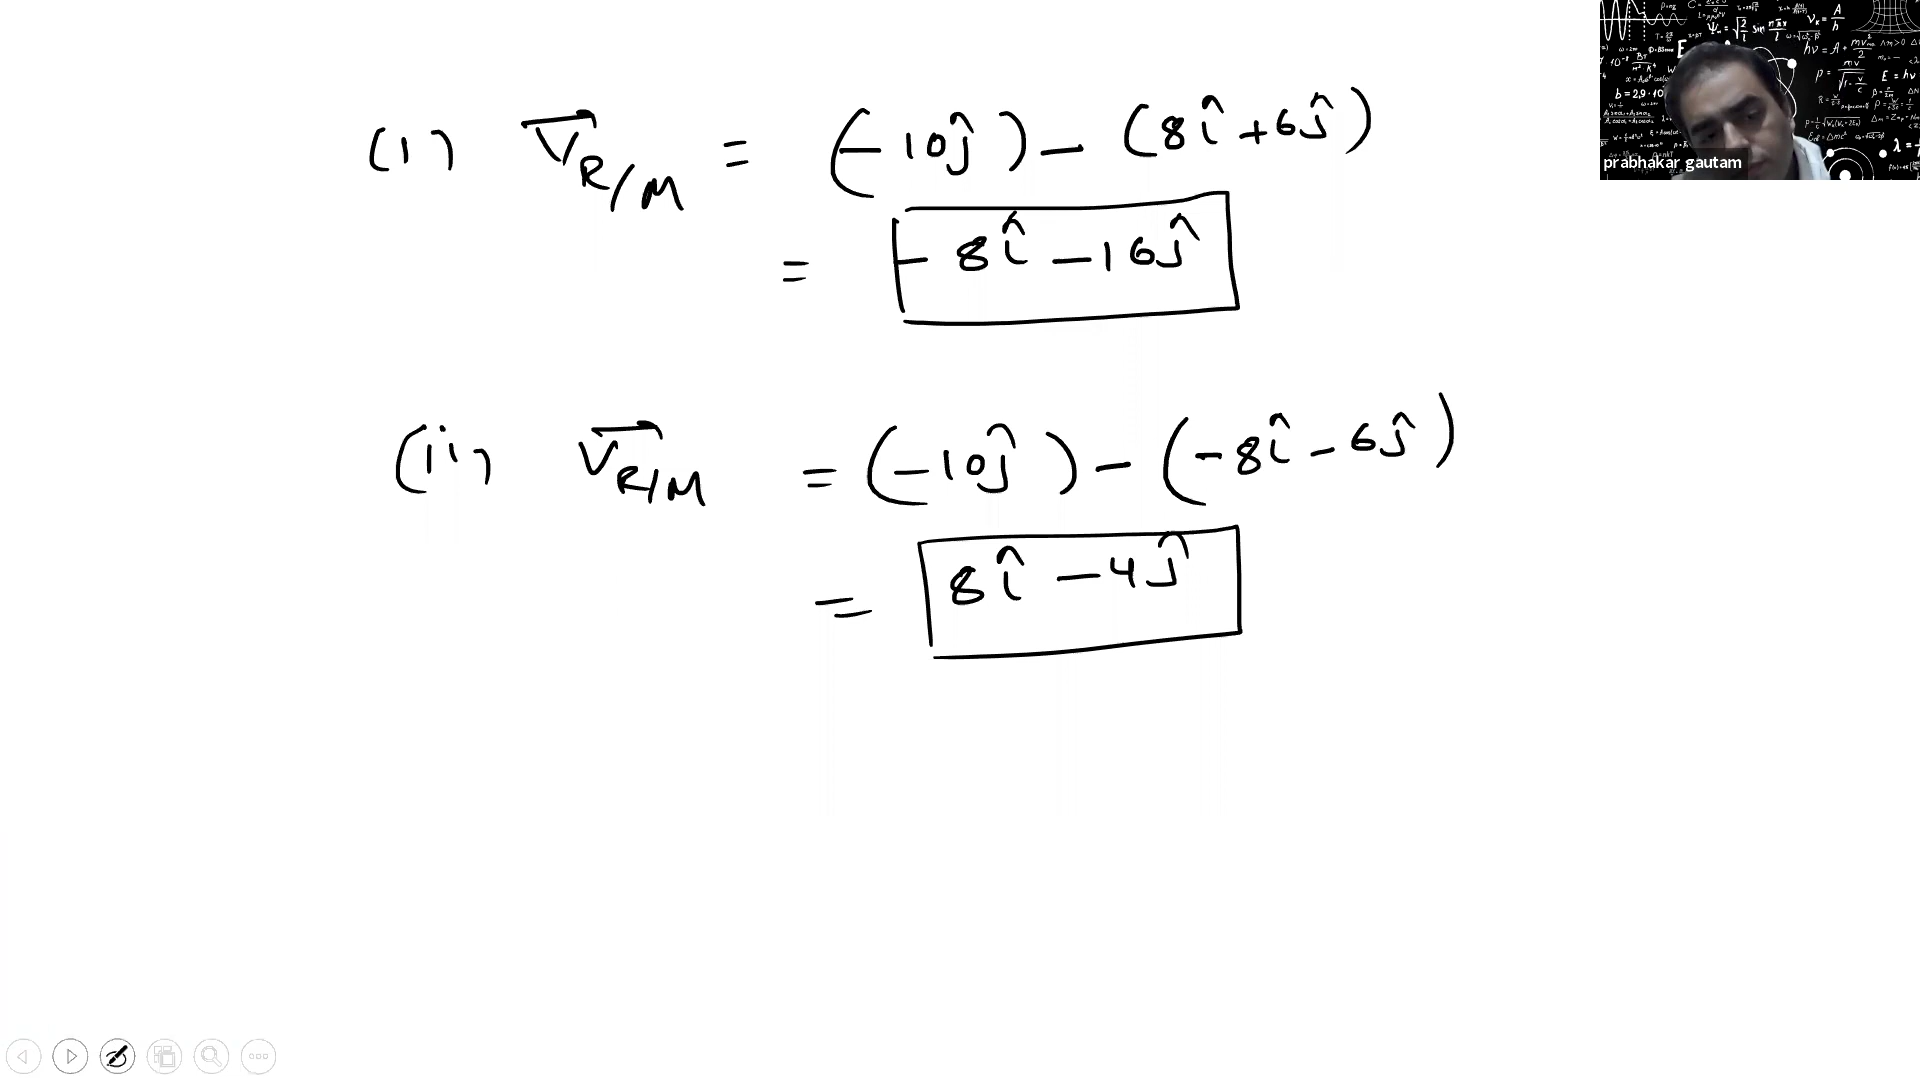 (i) V⃗R/M = (-10ĵ) - (8î + 6ĵ)
= -8î - 16ĵ
(ii) V⃗R/M = (-10ĵ) - (-8î - 6ĵ)
= 8î - 4ĵ
prabhakar gautam